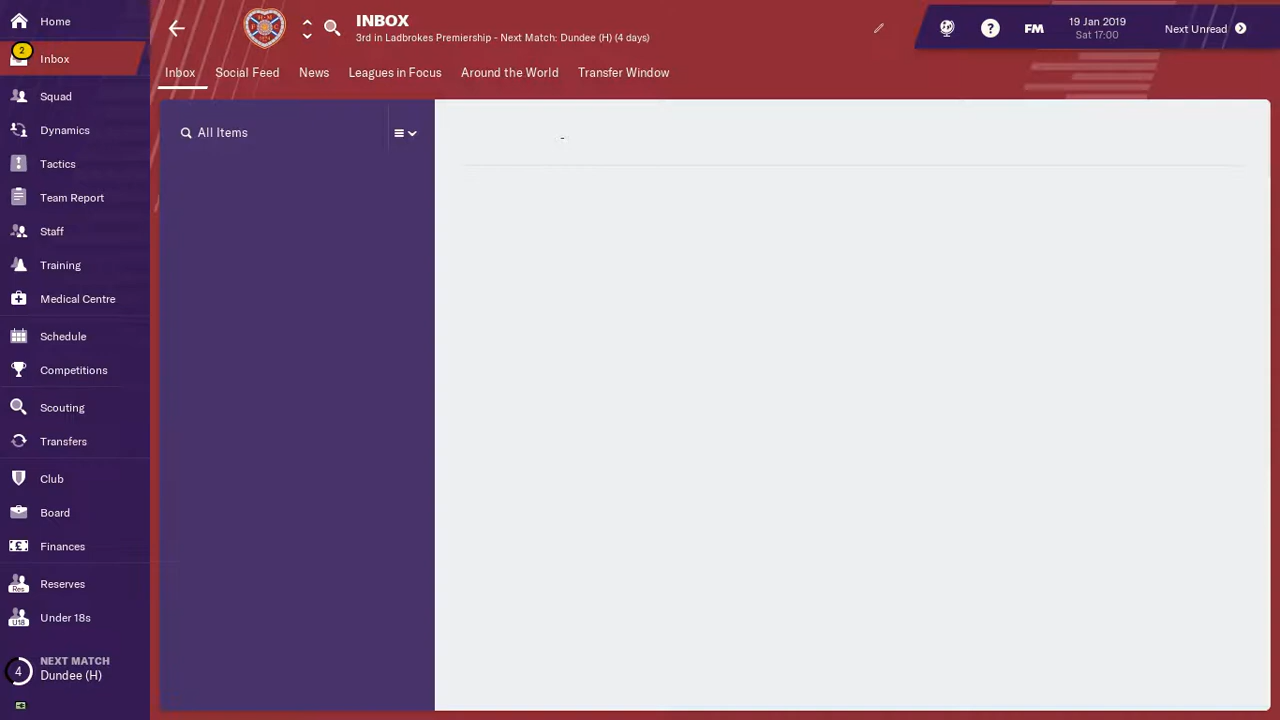 Home
2
Inbox
Squad
Dynamics
Tactics
Team Report
Staff
Training
Medical Centre
Schedule
Competitions
Scouting
Transfers
Club
Board
Finances
Res
Reserves
U18
Under 18s
4
NEXT MATCH
Dundee (H)
INBOX
3rd in Ladbrokes Premiership - Next Match: Dundee (H) (4 days)
?
FM
19 Jan 2019
Sat 17:00
Next Unread
Inbox
Social Feed
News
Leagues in Focus
Around the World
Transfer Window
All Items
-